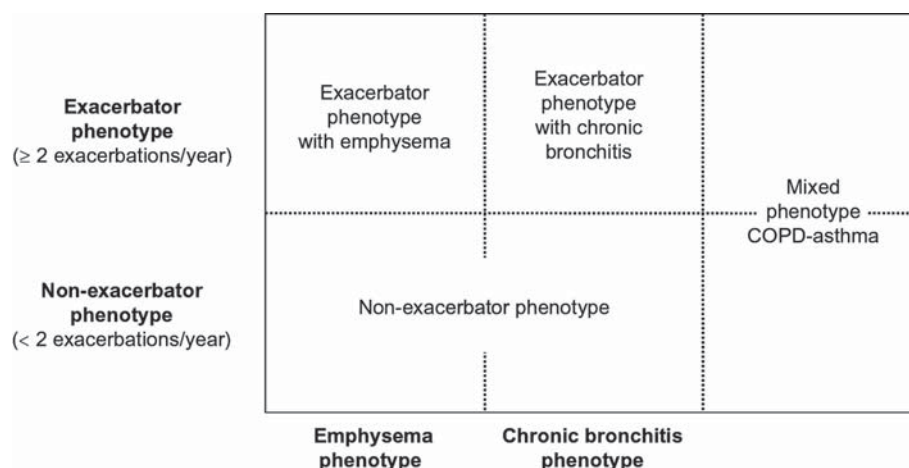 Exacerbator
phenotype
(≥ 2 exacerbations/year)
Exacerbator
phenotype
with emphysema
Exacerbator
phenotype
with chronic
bronchitis
Mixed
phenotype
COPD-asthma
Non-exacerbator
phenotype
(< 2 exacerbations/year)
Non-exacerbator phenotype
Emphysema
phenotype
Chronic bronchitis
phenotype